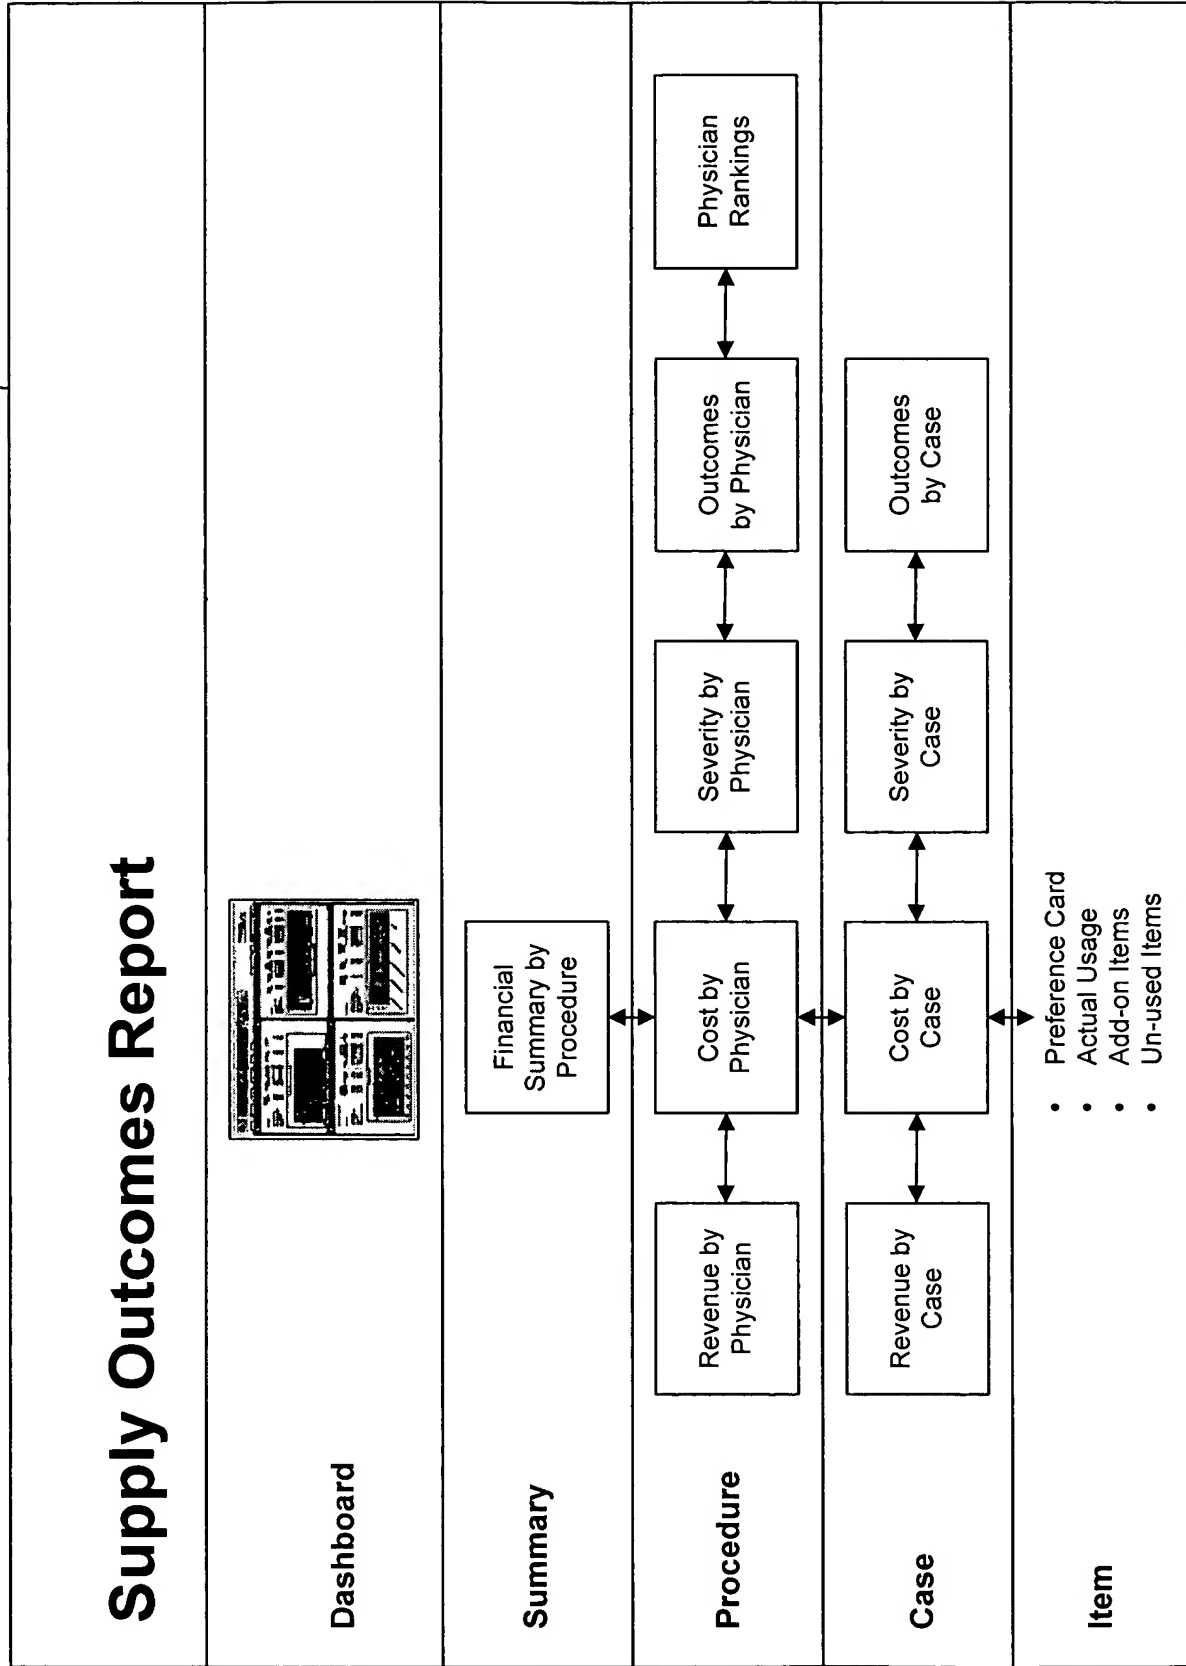 Supply Outcomes Report
Dashboard
Summary
Financial
Summary by
Procedure
Procedure
Revenue by
Physician
Cost by
Physician
Severity by
Physician
Outcomes
by Physician
Physician
Rankings
Case
Revenue by
Case
Cost by
Case
Severity by
Case
Outcomes
by Case
Item
• Preference Card
• Actual Usage
• Add-on Items
• Un-used Items